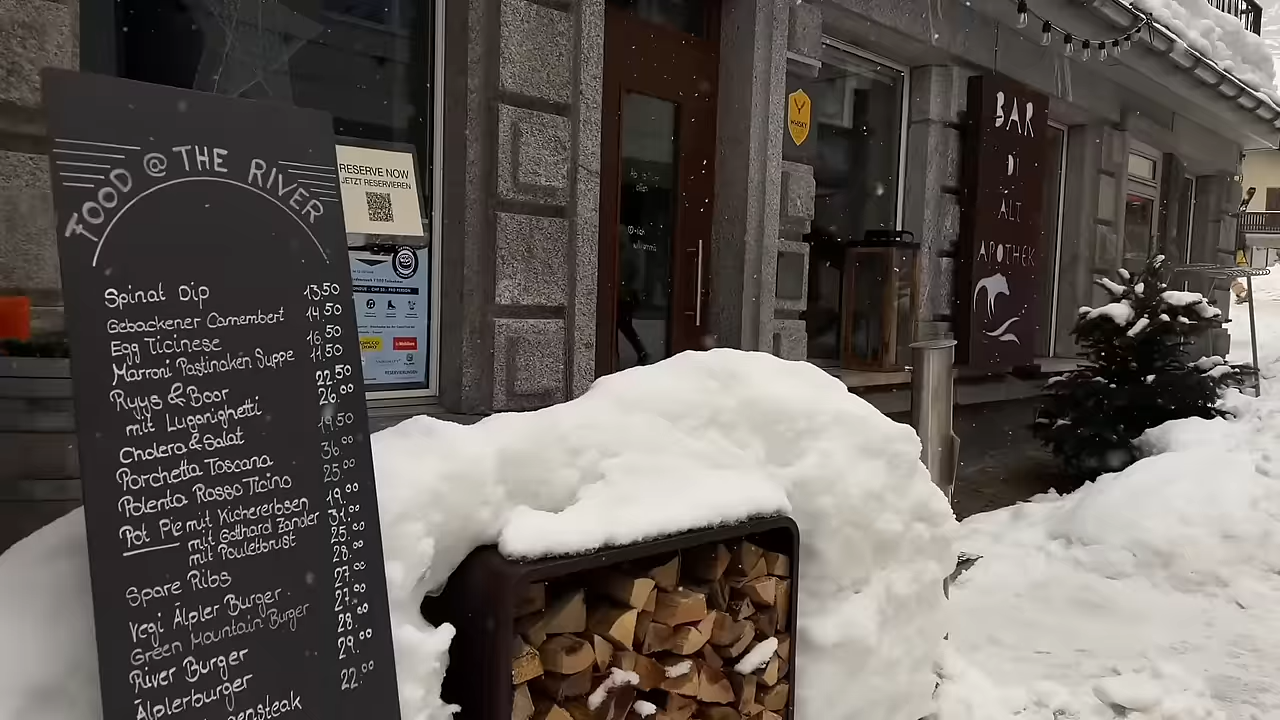 FOOD @ THE RIVER
Spinat Dip 13.50
Gebackener Camembert 14.50
Egg Ticinese 16.50
Marroni Pastinaken Suppe 11.50
Ryys & Boor 22.50
mit Luganighetti 26.00
Cholera & Salat 19.50
Porchetta Toscana 36.00
Polenta Rosso Ticino 25.00
Pot Pie mit Kichererbsen 19.00
mit Gotthard Zander 31.00
mit Pouletbrust 25.00
Spare Ribs 28.00
Vegi Älpler Burger 27.00
Green Mountain Burger 27.00
River Burger 28.00
Älplerburger 29.00
22.00
RESERVE NOW
JETZT RESERVIEREN
WHISKY
BAR
DI
ÄLT
APOTHEK